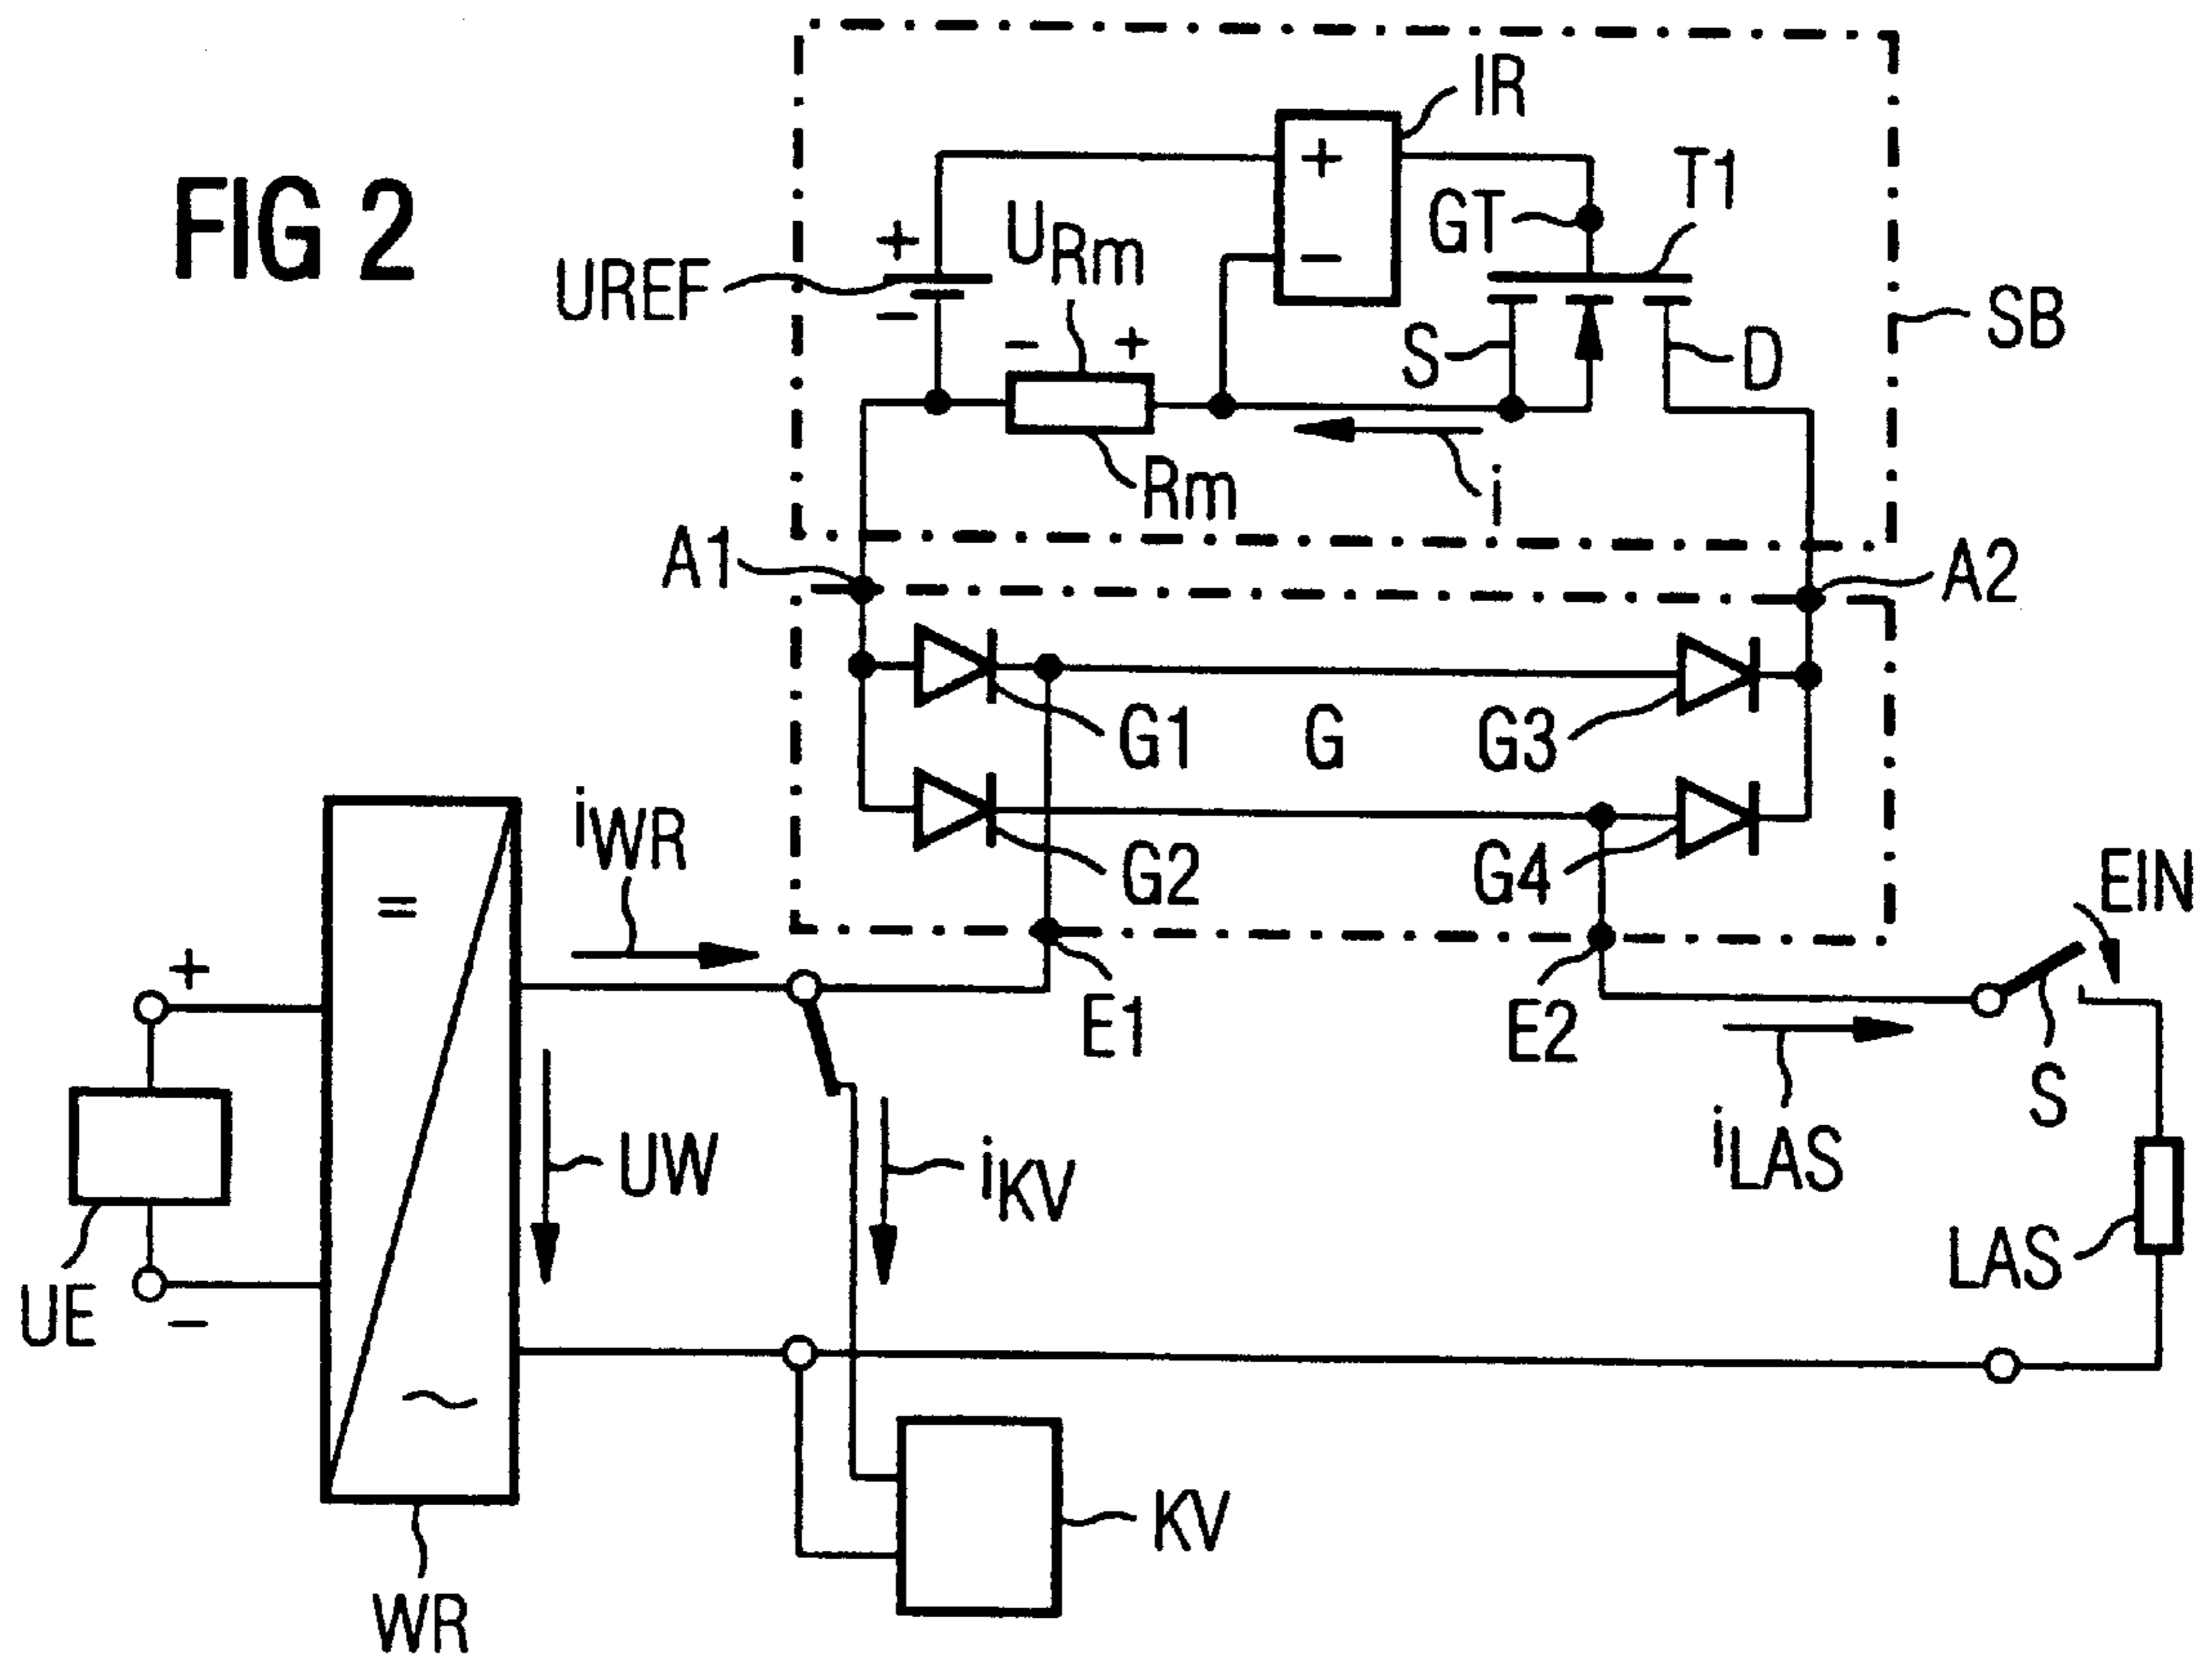 FIG 2
IR
T1
GT
URm
+
+
-
UREF
-
- +
S
D
SB
Rm
i
A1
A2
G1
G
G3
G2
G4
iWR
EIN
=
+
E1
E2
S
UW
iKV
iLAS
LAS
UE
-
~
KV
WR